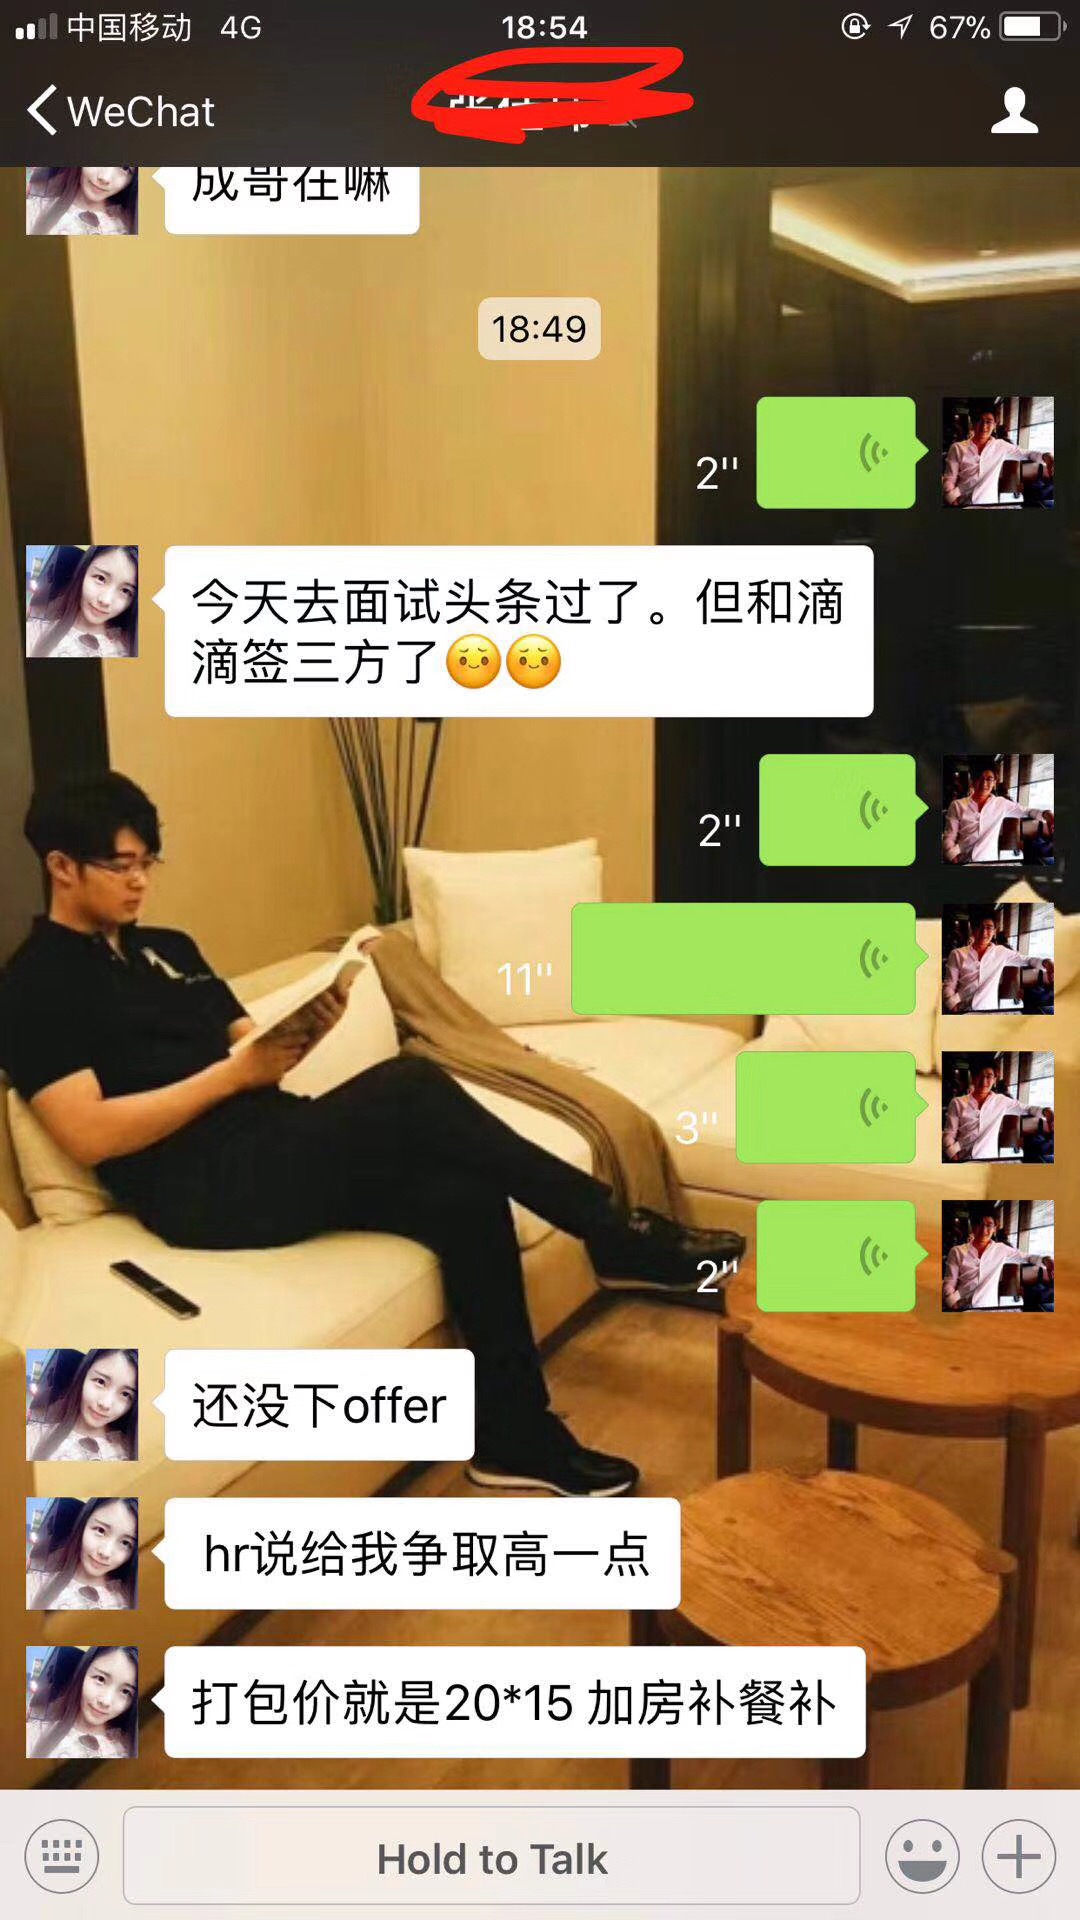 中国移动 4G 18:54 67%
WeChat
成哥在嘛
18:49
2"
今天去面试头条过了。但和滴
滴签三方了
2"
11"
3"
2"
还没下offer
hr说给我争取高一点
打包价就是20*15 加房补餐补
Hold to Talk